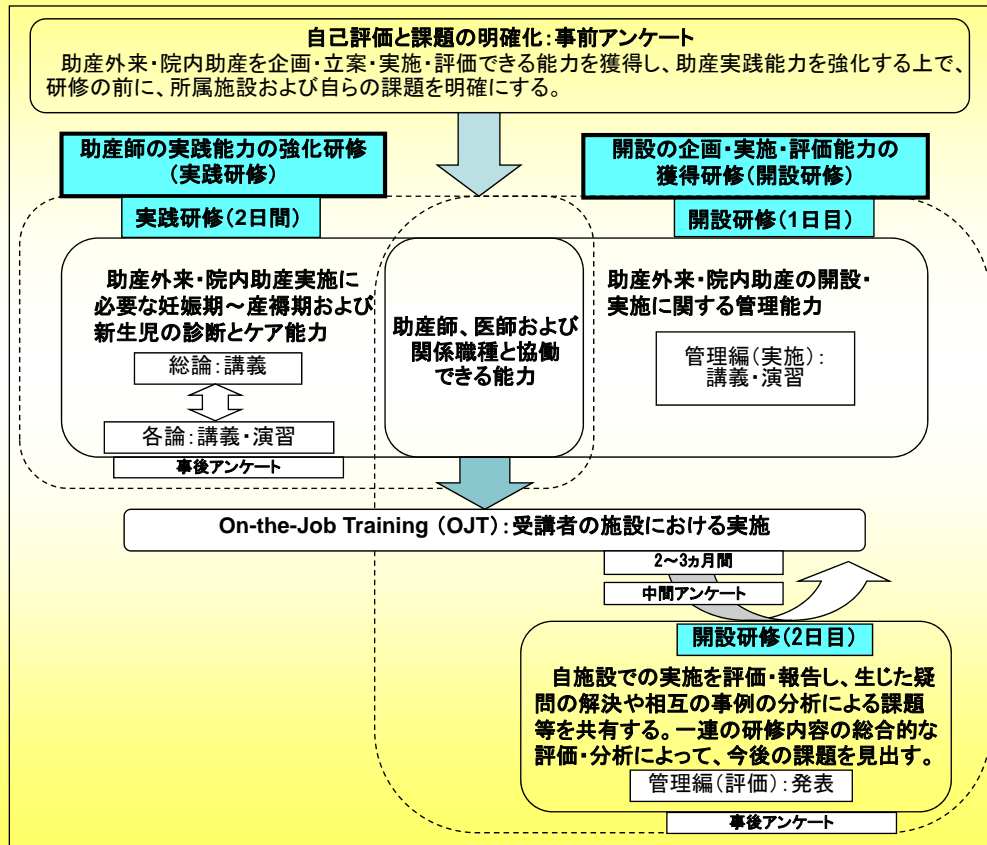 自己評価と課題の明確化:事前アンケート
助産外来・院内助産を企画・立案・実施・評価できる能力を獲得し、助産実践能力を強化する上で、
研修の前に、所属施設および自らの課題を明確にする。
助産師の実践能力の強化研修
(実践研修)
開設の企画・実施・評価能力の
獲得研修(開設研修)
実践研修(2日間)
開設研修(1日目)
助産外来・院内助産実施に
必要な妊娠期~産褥期および
新生児の診断とケア能力
総論:講義
各論:講義・演習
事後アンケート
助産師、医師および
関係職種と協働
できる能力
助産外来・院内助産の開設・
実施に関する管理能力
管理編(実施):
講義・演習
On-the-Job Training (OJT):受講者の施設における実施
2~3ヵ月間
中間アンケート
開設研修(2日目)
自施設での実施を評価・報告し、生じた疑
問の解決や相互の事例の分析による課題
等を共有する。一連の研修内容の総合的な
評価・分析によって、今後の課題を見出す。
管理編(評価):発表
事後アンケート